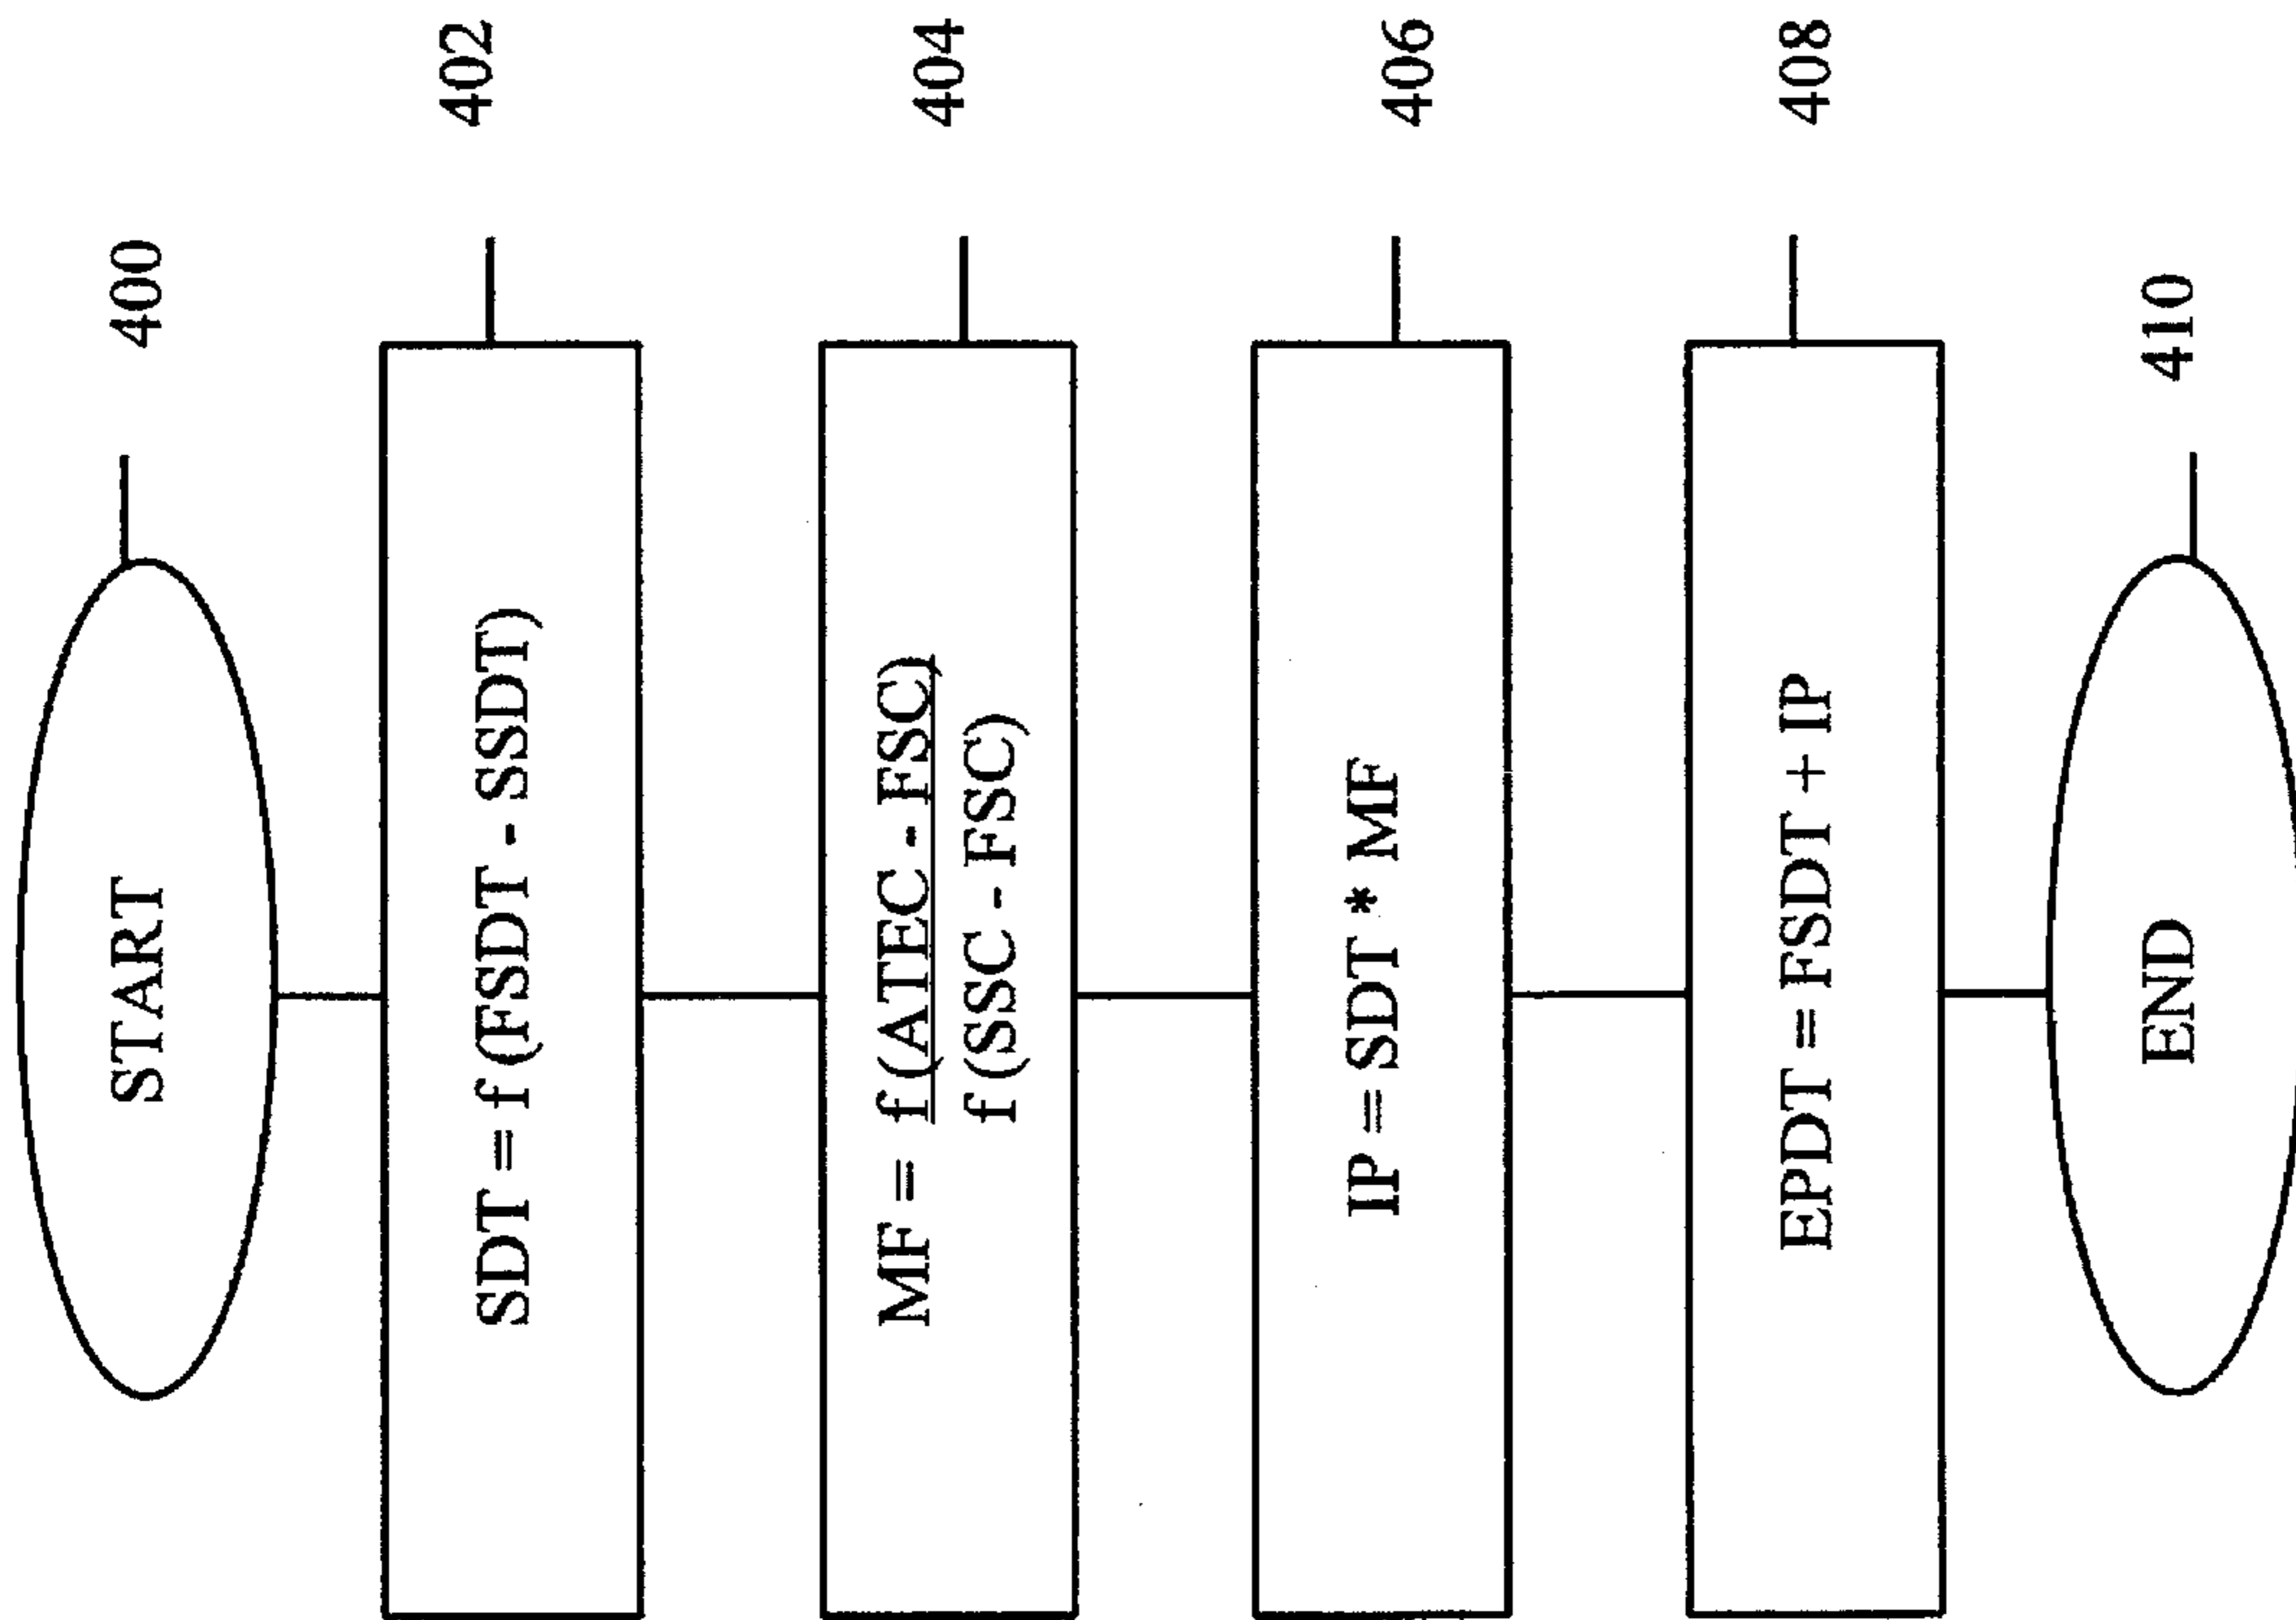 START
400
SDT = f (FSDT - SSDT)
402
MF = f (ATEC - FSC)
f (SSC - FSC)
404
IP = SDT * MF
406
EPDT = FSDT + IP
408
END
410